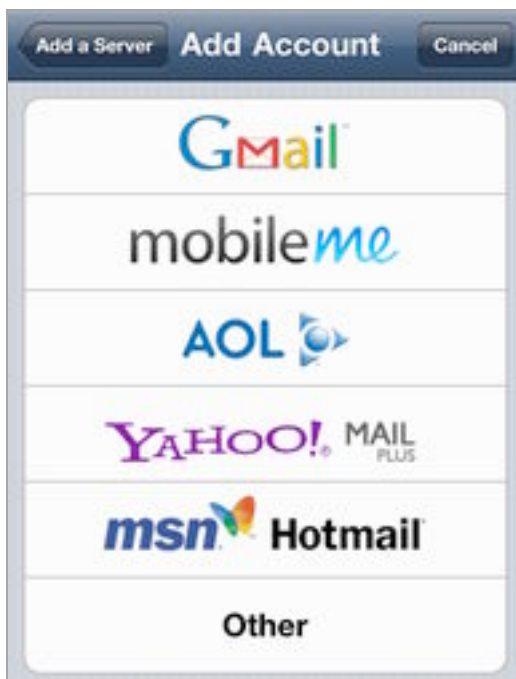 Add a Server Add Account Cancel
Gmail
mobileme
AOL
YAHOO!® MAIL PLUS
msn Hotmail
Other